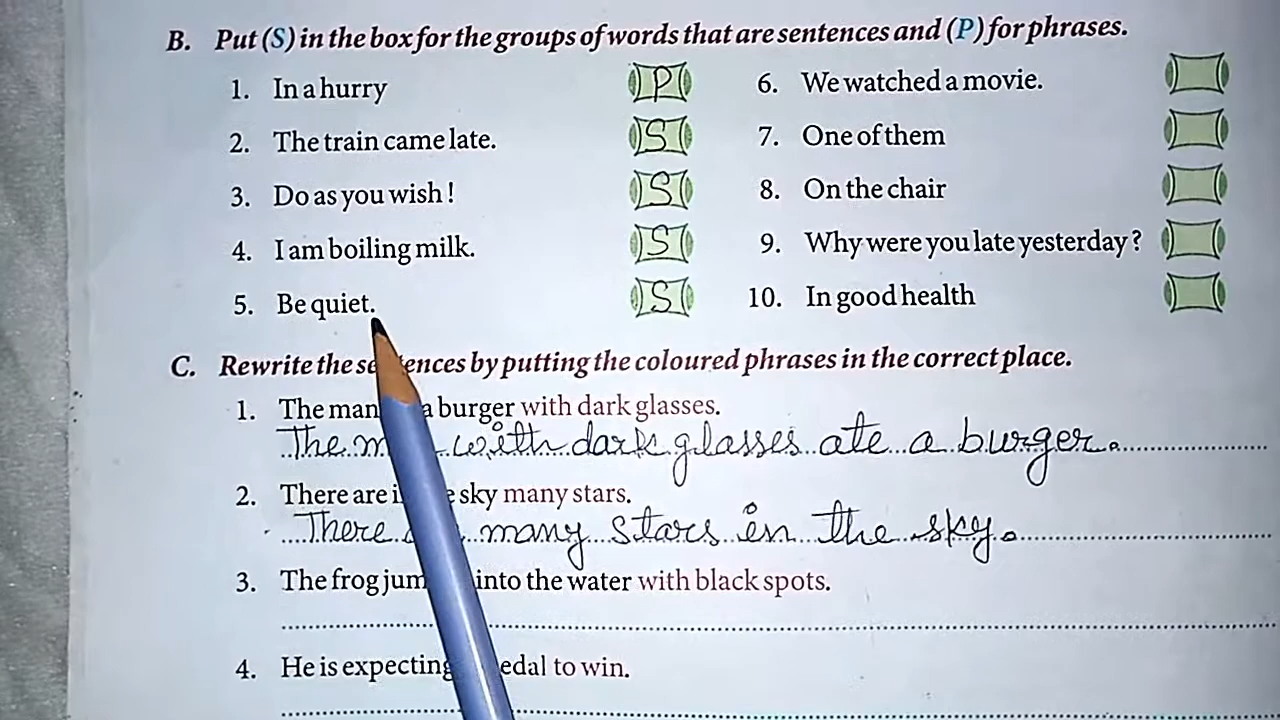 B. Put (S) in the box for the groups of words that are sentences and (P) for phrases.
1. In a hurry P
2. The train came late. S
3. Do as you wish ! S
4. I am boiling milk. S
5. Be quiet. S
6. We watched a movie.
7. One of them
8. On the chair
9. Why were you late yesterday ?
10. In good health
C. Rewrite the sentences by putting the coloured phrases in the correct place.
1. The man a burger with dark glasses.
The with dark glasses ate a burger.
2. There are sky many stars.
There many stars in the sky.
3. The frog into the water with black spots.
4. He is expecting to win.